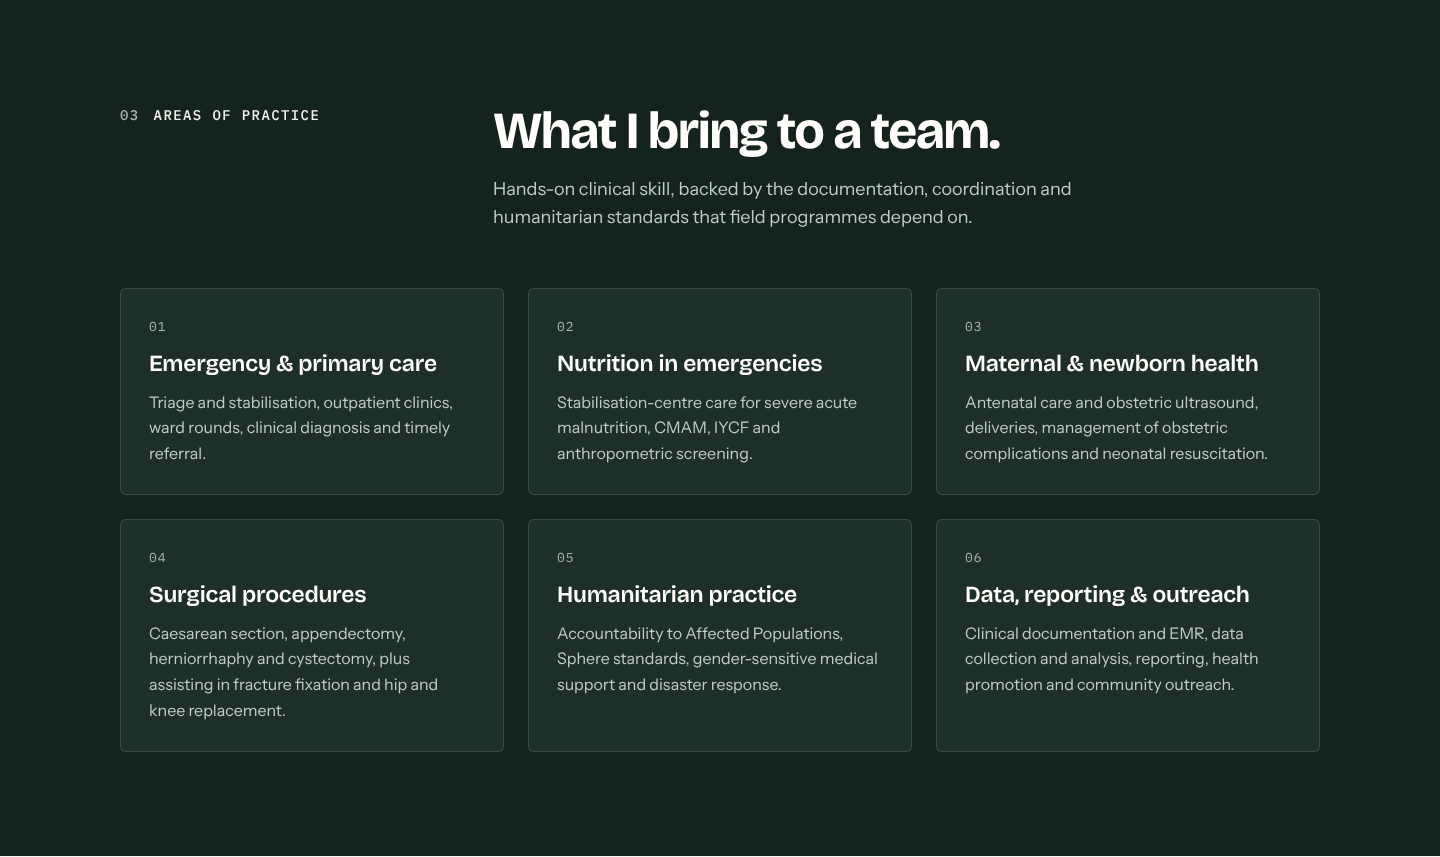 03 AREAS OF PRACTICE
What I bring to a team.
Hands-on clinical skill, backed by the documentation, coordination and
humanitarian standards that field programmes depend on.
01
Emergency & primary care
Triage and stabilisation, outpatient clinics,
ward rounds, clinical diagnosis and timely
referral.
02
Nutrition in emergencies
Stabilisation-centre care for severe acute
malnutrition, CMAM, IYCF and
anthropometric screening.
03
Maternal & newborn health
Antenatal care and obstetric ultrasound,
deliveries, management of obstetric
complications and neonatal resuscitation.
04
Surgical procedures
Caesarean section, appendectomy,
herniorrhaphy and cystectomy, plus
assisting in fracture fixation and hip and
knee replacement.
05
Humanitarian practice
Accountability to Affected Populations,
Sphere standards, gender-sensitive medical
support and disaster response.
06
Data, reporting & outreach
Clinical documentation and EMR, data
collection and analysis, reporting, health
promotion and community outreach.